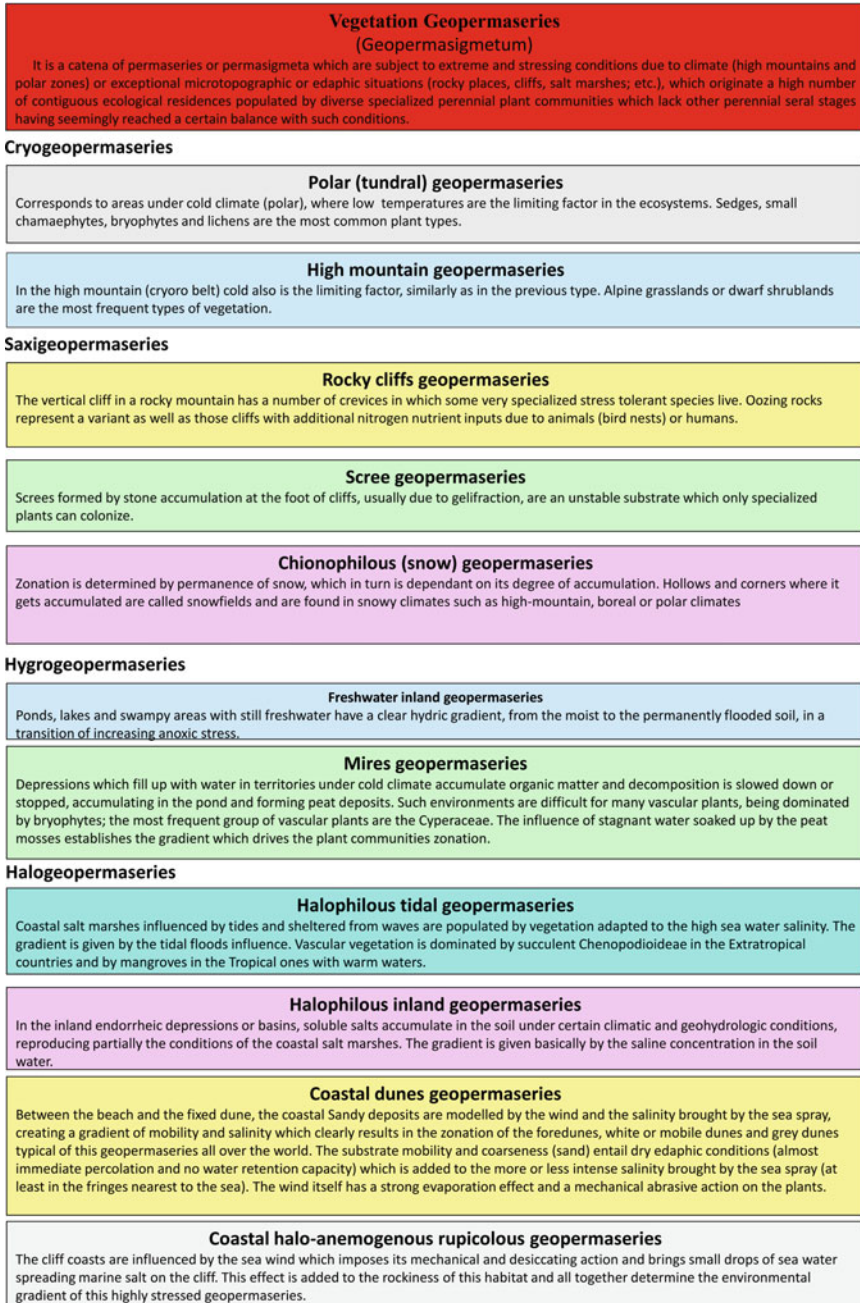 Vegetation Geopermaseries
(Geopermasigmetum)
It is a catena of permaseries or permasigmeta which are subject to extreme and stressing conditions due to climate (high mountains and
polar zones) or exceptional microtopographic or edaphic situations (rocky places, cliffs, salt marshes; etc.), which originate a high number
of contiguous ecological residences populated by diverse specialized perennial plant communities which lack other perennial seral stages
having seemingly reached a certain balance with such conditions.
Cryogeopermaseries
Polar (tundral) geopermaseries
Corresponds to areas under cold climate (polar), where low temperatures are the limiting factor in the ecosystems. Sedges, small
chamaephytes, bryophytes and lichens are the most common plant types.
High mountain geopermaseries
In the high mountain (cryoro belt) cold also is the limiting factor, similarly as in the previous type. Alpine grasslands or dwarf shrublands
are the most frequent types of vegetation.
Saxigeopermaseries
Rocky cliffs geopermaseries
The vertical cliff in a rocky mountain has a number of crevices in which some very specialized stress tolerant species live. Oozing rocks
represent a variant as well as those cliffs with additional nitrogen nutrient inputs due to animals (bird nests) or humans.
Scree geopermaseries
Screes formed by stone accumulation at the foot of cliffs, usually due to gelifraction, are an unstable substrate which only specialized
plants can colonize.
Chionophilous (snow) geopermaseries
Zonation is determined by permanence of snow, which in turn is dependant on its degree of accumulation. Hollows and corners where it
gets accumulated are called snowfields and are found in snowy climates such as high-mountain, boreal or polar climates
Hygrogeopermaseries
Freshwater inland geopermaseries
Ponds, lakes and swampy areas with still freshwater have a clear hydric gradient, from the moist to the permanently flooded soil, in a
transition of increasing anoxic stress.
Mires geopermaseries
Depressions which fill up with water in territories under cold climate accumulate organic matter and decomposition is slowed down or
stopped, accumulating in the pond and forming peat deposits. Such environments are difficult for many vascular plants, being dominated
by bryophytes; the most frequent group of vascular plants are the Cyperaceae. The influence of stagnant water soaked up by the peat
mosses establishes the gradient which drives the plant communities zonation.
Halogeopermaseries
Halophilous tidal geopermaseries
Coastal salt marshes influenced by tides and sheltered from waves are populated by vegetation adapted to the high sea water salinity. The
gradient is given by the tidal floods influence. Vascular vegetation is dominated by succulent Chenopodioideae in the Extratropical
countries and by mangroves in the Tropical ones with warm waters.
Halophilous inland geopermaseries
In the inland endorrheic depressions or basins, soluble salts accumulate in the soil under certain climatic and geohydrologic conditions,
reproducing partially the conditions of the coastal salt marshes. The gradient is given basically by the saline concentration in the soil
water.
Coastal dunes geopermaseries
Between the beach and the fixed dune, the coastal Sandy deposits are modelled by the wind and the salinity brought by the sea spray,
creating a gradient of mobility and salinity which clearly results in the zonation of the foredunes, white or mobile dunes and grey dunes
typical of this geopermaseries all over the world. The substrate mobility and coarseness (sand) entail dry edaphic conditions (almost
immediate percolation and no water retention capacity) which is added to the more or less intense salinity brought by the sea spray (at
least in the fringes nearest to the sea). The wind itself has a strong evaporation effect and a mechanical abrasive action on the plants.
Coastal halo-anemogenous rupicolous geopermaseries
The cliff coasts are influenced by the sea wind which imposes its mechanical and desiccating action and brings small drops of sea water
spreading marine salt on the cliff. This effect is added to the rockiness of this habitat and all together determine the environmental
gradient of this highly stressed geopermaseries.